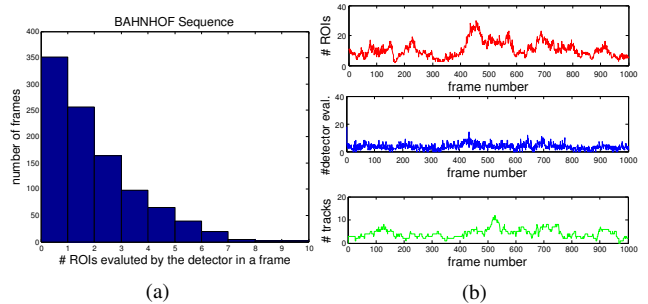 BAHNHOF Sequence
400
350
300
250
200
150
100
50
0
number of frames
0 1 2 3 4 5 6 7 8 9 10
# ROIs evaluted by the detector in a frame
(a)
40
20
0
# ROIs
0 100 200 300 400 500 600 700 800 900 1000
frame number
40
20
0
#detector eval.
0 100 200 300 400 500 600 700 800 900 1000
frame number
20
10
0
# tracks
0 100 200 300 400 500 600 700 800 900 1000
frame number
(b)